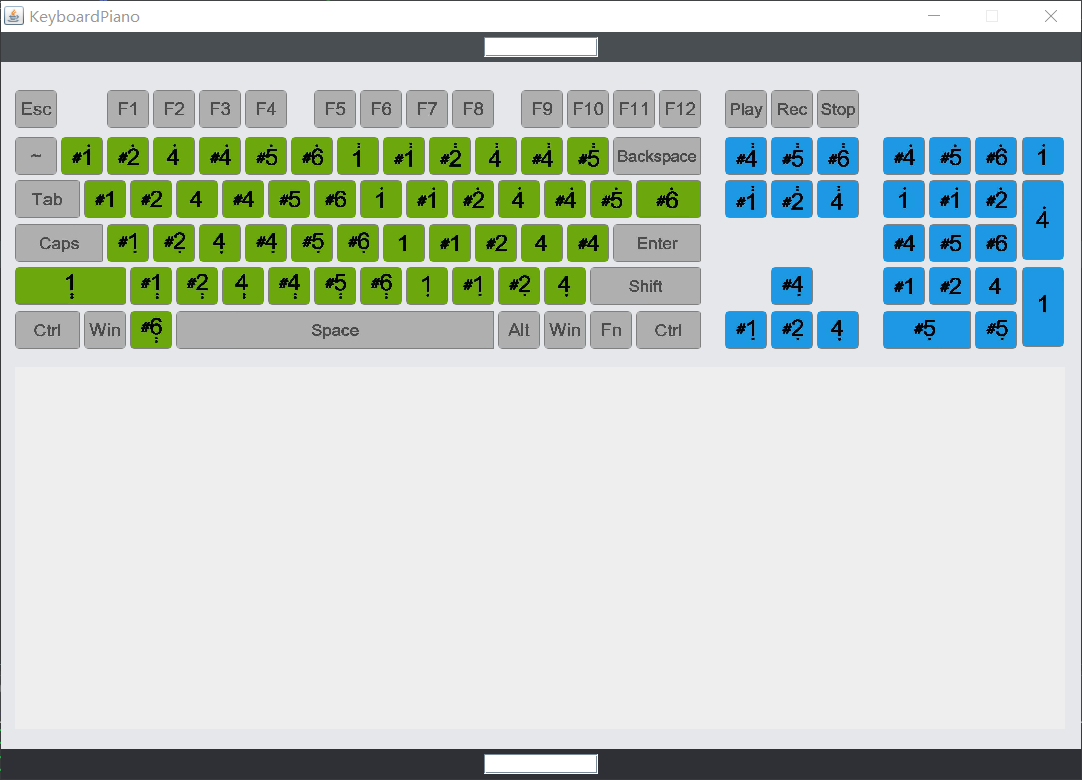 KeyboardPiano
Esc F1 F2 F3 F4 F5 F6 F7 F8 F9 F10 F11 F12 Play Rec Stop
~ #1 #2 4 #4 #5 #6 1 #1 #2 4 #4 #5 Backspace #4 #5 #6 #4 #5 #6 1
Tab #1 #2 4 #4 #5 #6 1 #1 #2 4 #4 #5 #6 #1 #2 4 1 #1 #2 4
Caps #1 #2 4 #4 #5 #6 1 #1 #2 4 #4 Enter #4 #5 #6
1 #1 #2 4 #4 #5 #6 1 #1 #2 4 Shift #4 #1 #2 4 1
Ctrl Win #6 Space Alt Win Fn Ctrl #1 #2 4 #5 #5